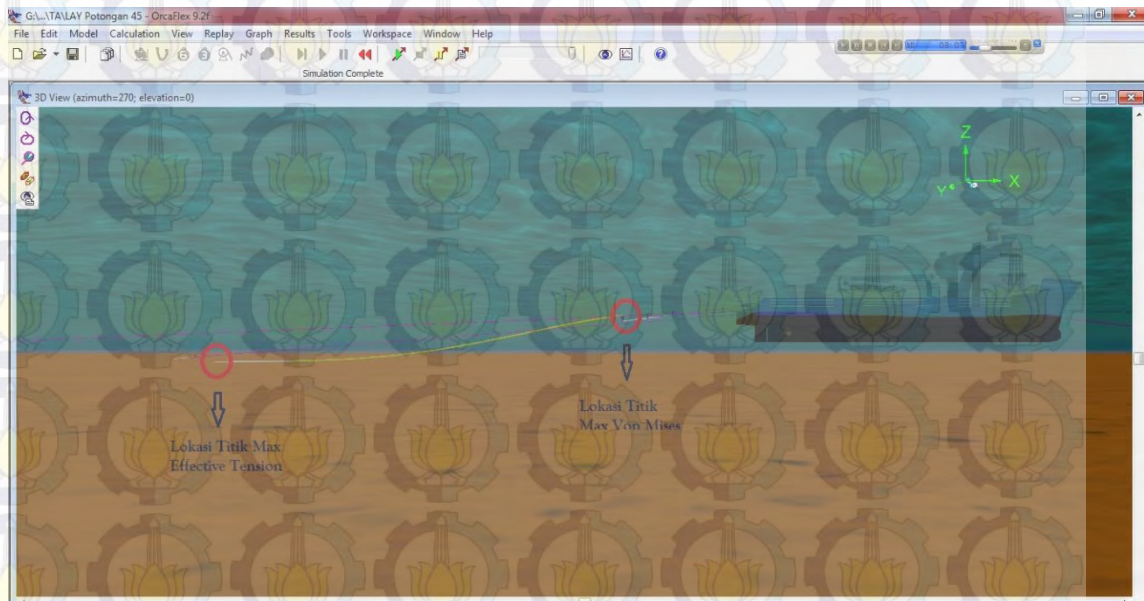 G:\...\TA\LAY Potongan 45 - OrcaFlex 9.2f
File Edit Model Calculation View Replay Graph Results Tools Workspace Window Help
Simulation Complete
3D View (azimuth=270; elevation=0)
Z
Y
X
Lokasi Titik
Max Von Mises
Lokasi Titik Max
Effective Tension